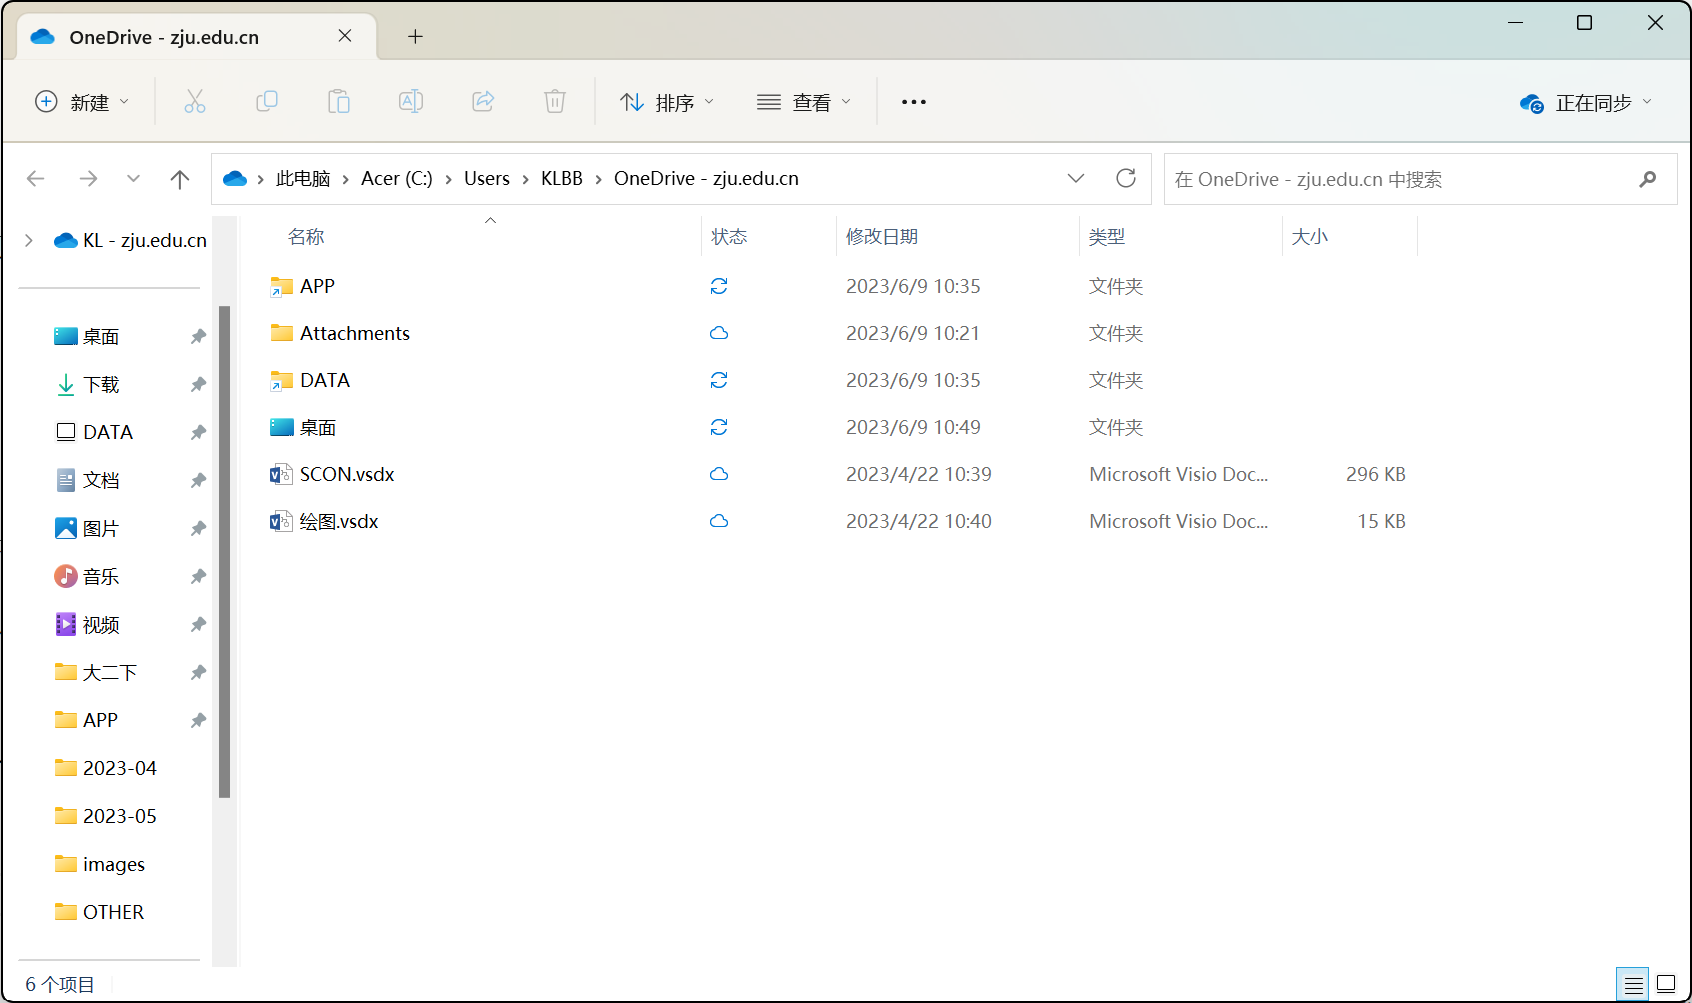 OneDrive - zju.edu.cn
新建
排序
查看
正在同步
此电脑 > Acer (C:) > Users > KLBB > OneDrive - zju.edu.cn
在 OneDrive - zju.edu.cn 中搜索
KL - zju.edu.cn
桌面
下载
DATA
文档
图片
音乐
视频
大二下
APP
2023-04
2023-05
images
OTHER
名称 状态 修改日期 类型 大小
APP 2023/6/9 10:35 文件夹
Attachments 2023/6/9 10:21 文件夹
DATA 2023/6/9 10:35 文件夹
桌面 2023/6/9 10:49 文件夹
SCON.vsdx 2023/4/22 10:39 Microsoft Visio Doc... 296 KB
绘图.vsdx 2023/4/22 10:40 Microsoft Visio Doc... 15 KB
6 个项目